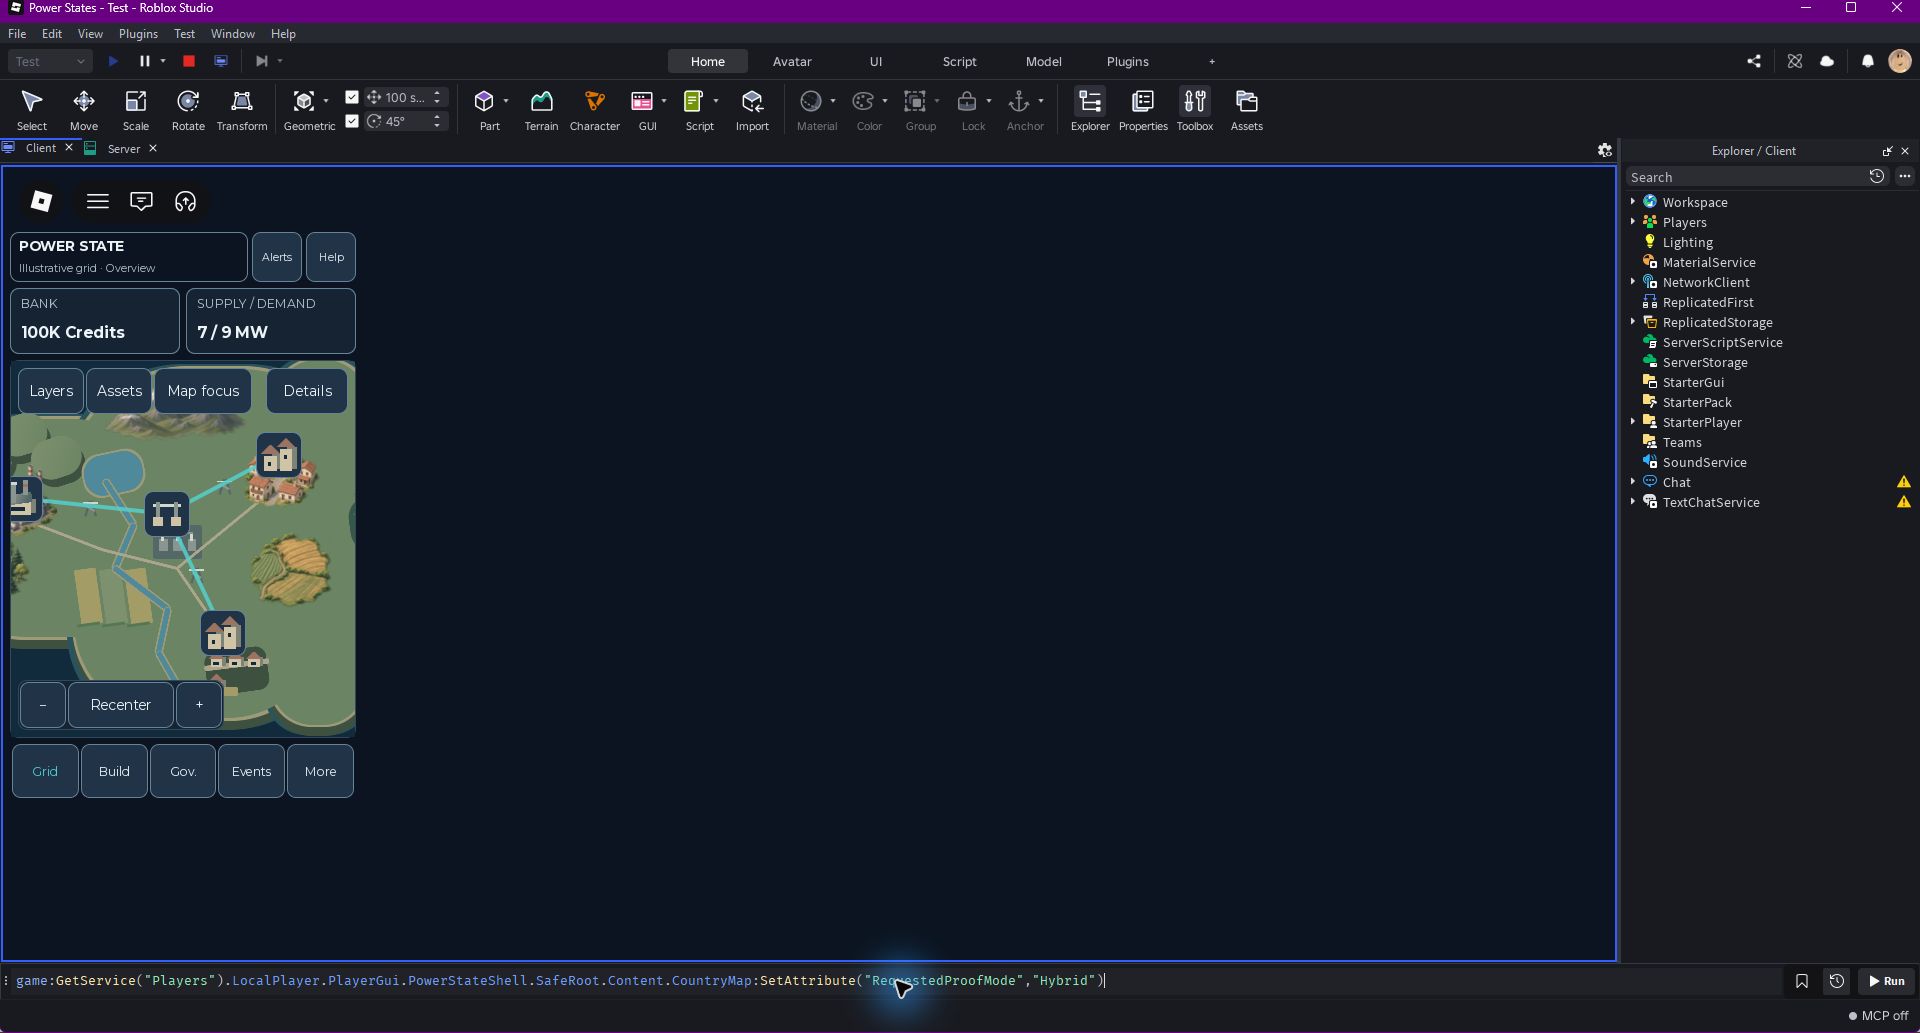 Power States - Test - Roblox Studio
File Edit View Plugins Test Window Help
Test Home Avatar UI Script Model Plugins +
100 s...
45°
Select Move Scale Rotate Transform Geometric Part Terrain Character GUI Script Import Material Color Group Lock Anchor Explorer Properties Toolbox Assets
Client Server
POWER STATE
Illustrative grid · Overview
Alerts
Help
BANK
100K Credits
SUPPLY / DEMAND
7 / 9 MW
Layers Assets Map focus Details
– Recenter +
Grid Build Gov. Events More
Explorer / Client
Search
Workspace
Players
Lighting
MaterialService
NetworkClient
ReplicatedFirst
ReplicatedStorage
ServerScriptService
ServerStorage
StarterGui
StarterPack
StarterPlayer
Teams
SoundService
Chat
TextChatService
game:GetService("Players").LocalPlayer.PlayerGui.PowerStateShell.SafeRoot.Content.CountryMap:SetAttribute("RequestedProofMode","Hybrid")
Run
MCP off